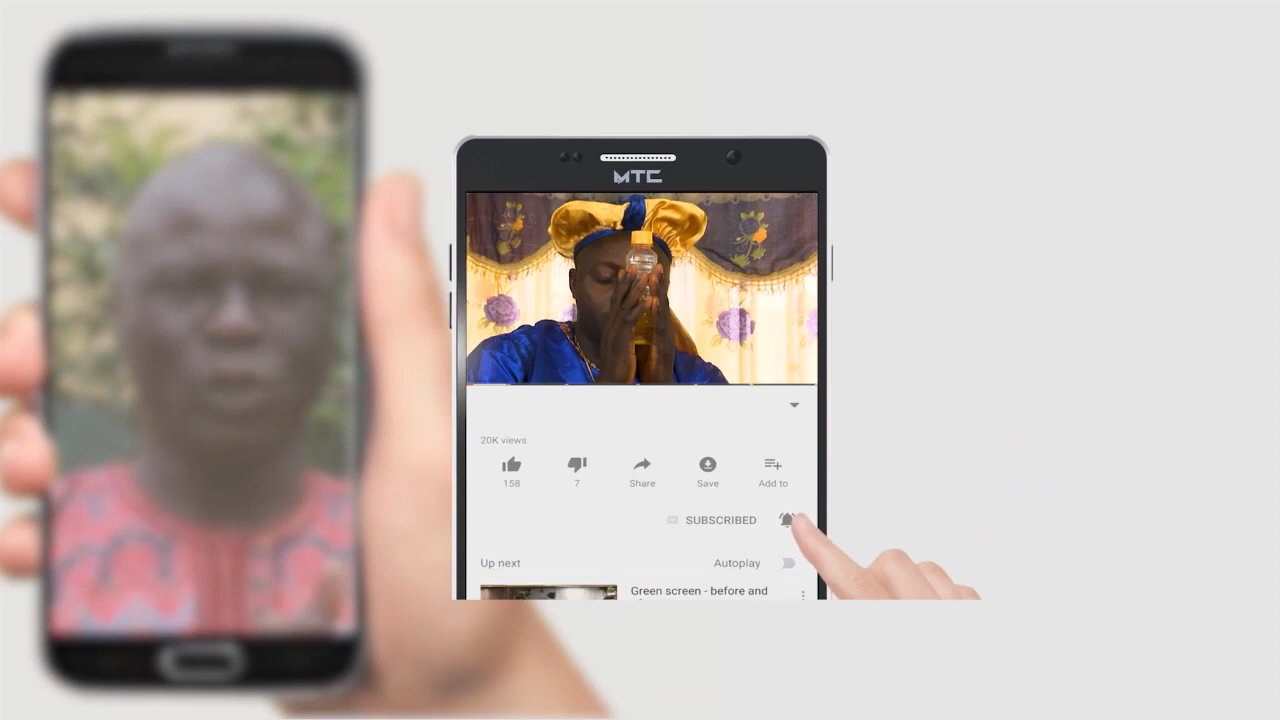 MTC
20K views
158
7
Share
Save
Add to
SUBSCRIBED
Up next
Autoplay
Green screen - before and